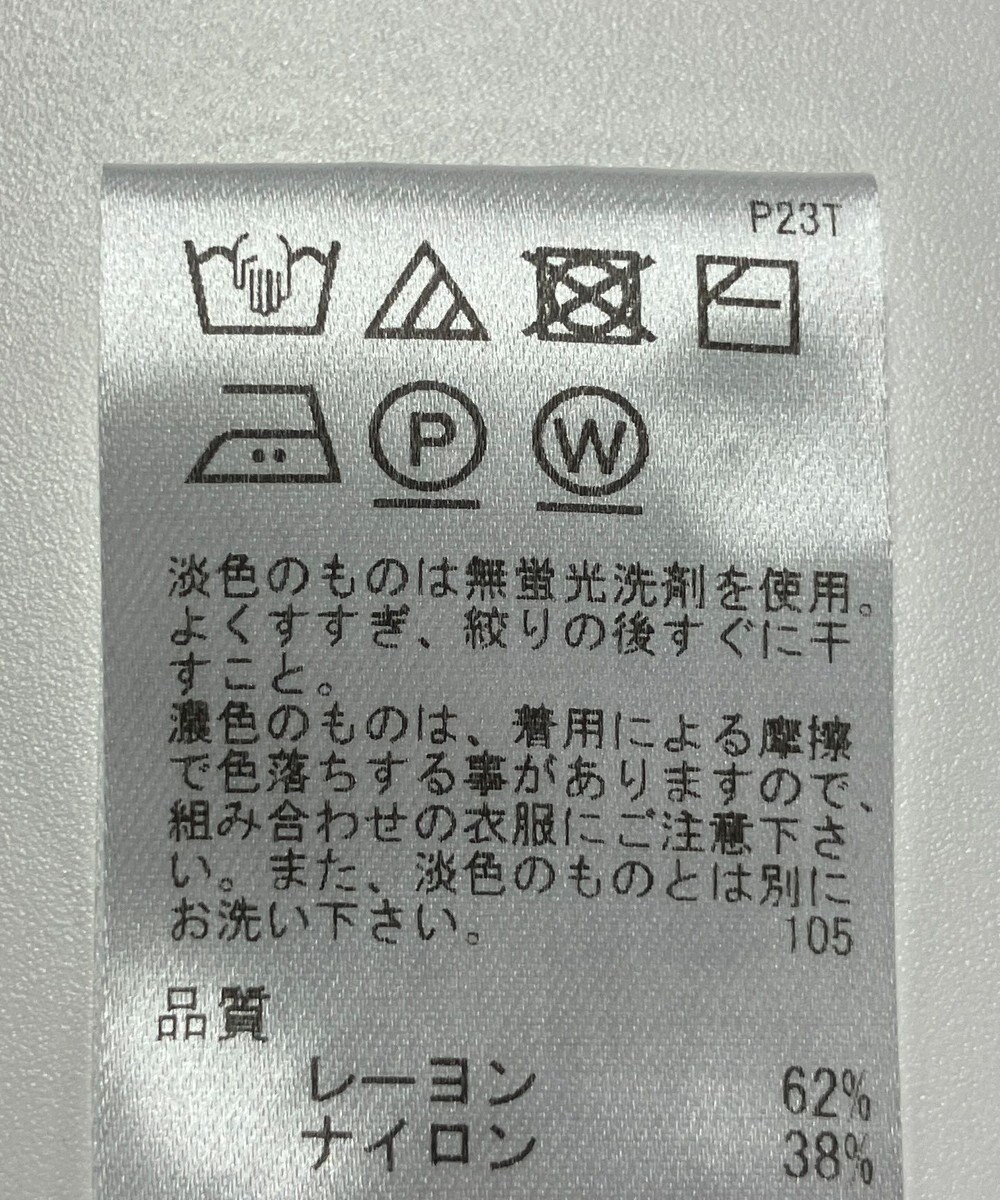 P23T
P
W
淡色のものは無蛍光洗剤を使用。
よくすすぎ、絞りの後すぐに干
すこと。
濃色のものは、着用による摩擦
で色落ちする事がありますので、
組み合わせの衣服にご注意下さ
い。また、淡色のものとは別に
お洗い下さい。 105
品質
レーヨン 62%
ナイロン 38%